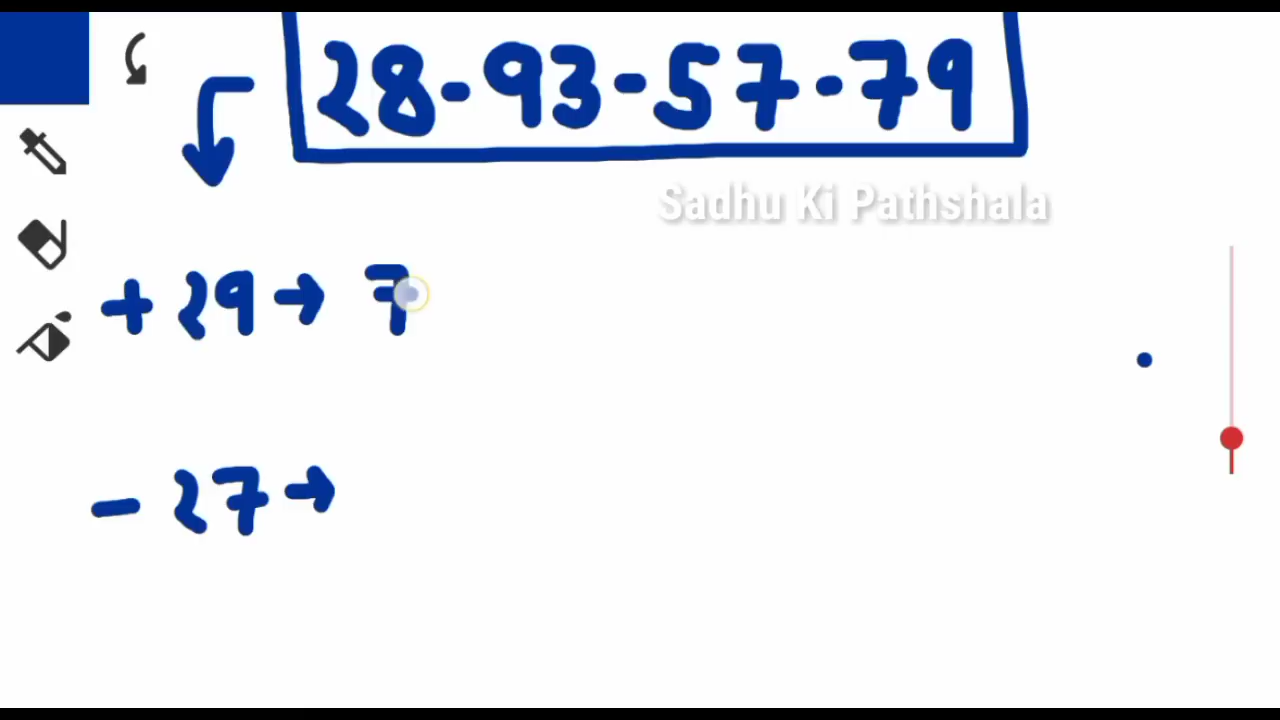 28-93-57-79
Sadhu Ki Pathshala
+ 29 → 7
- 27 →